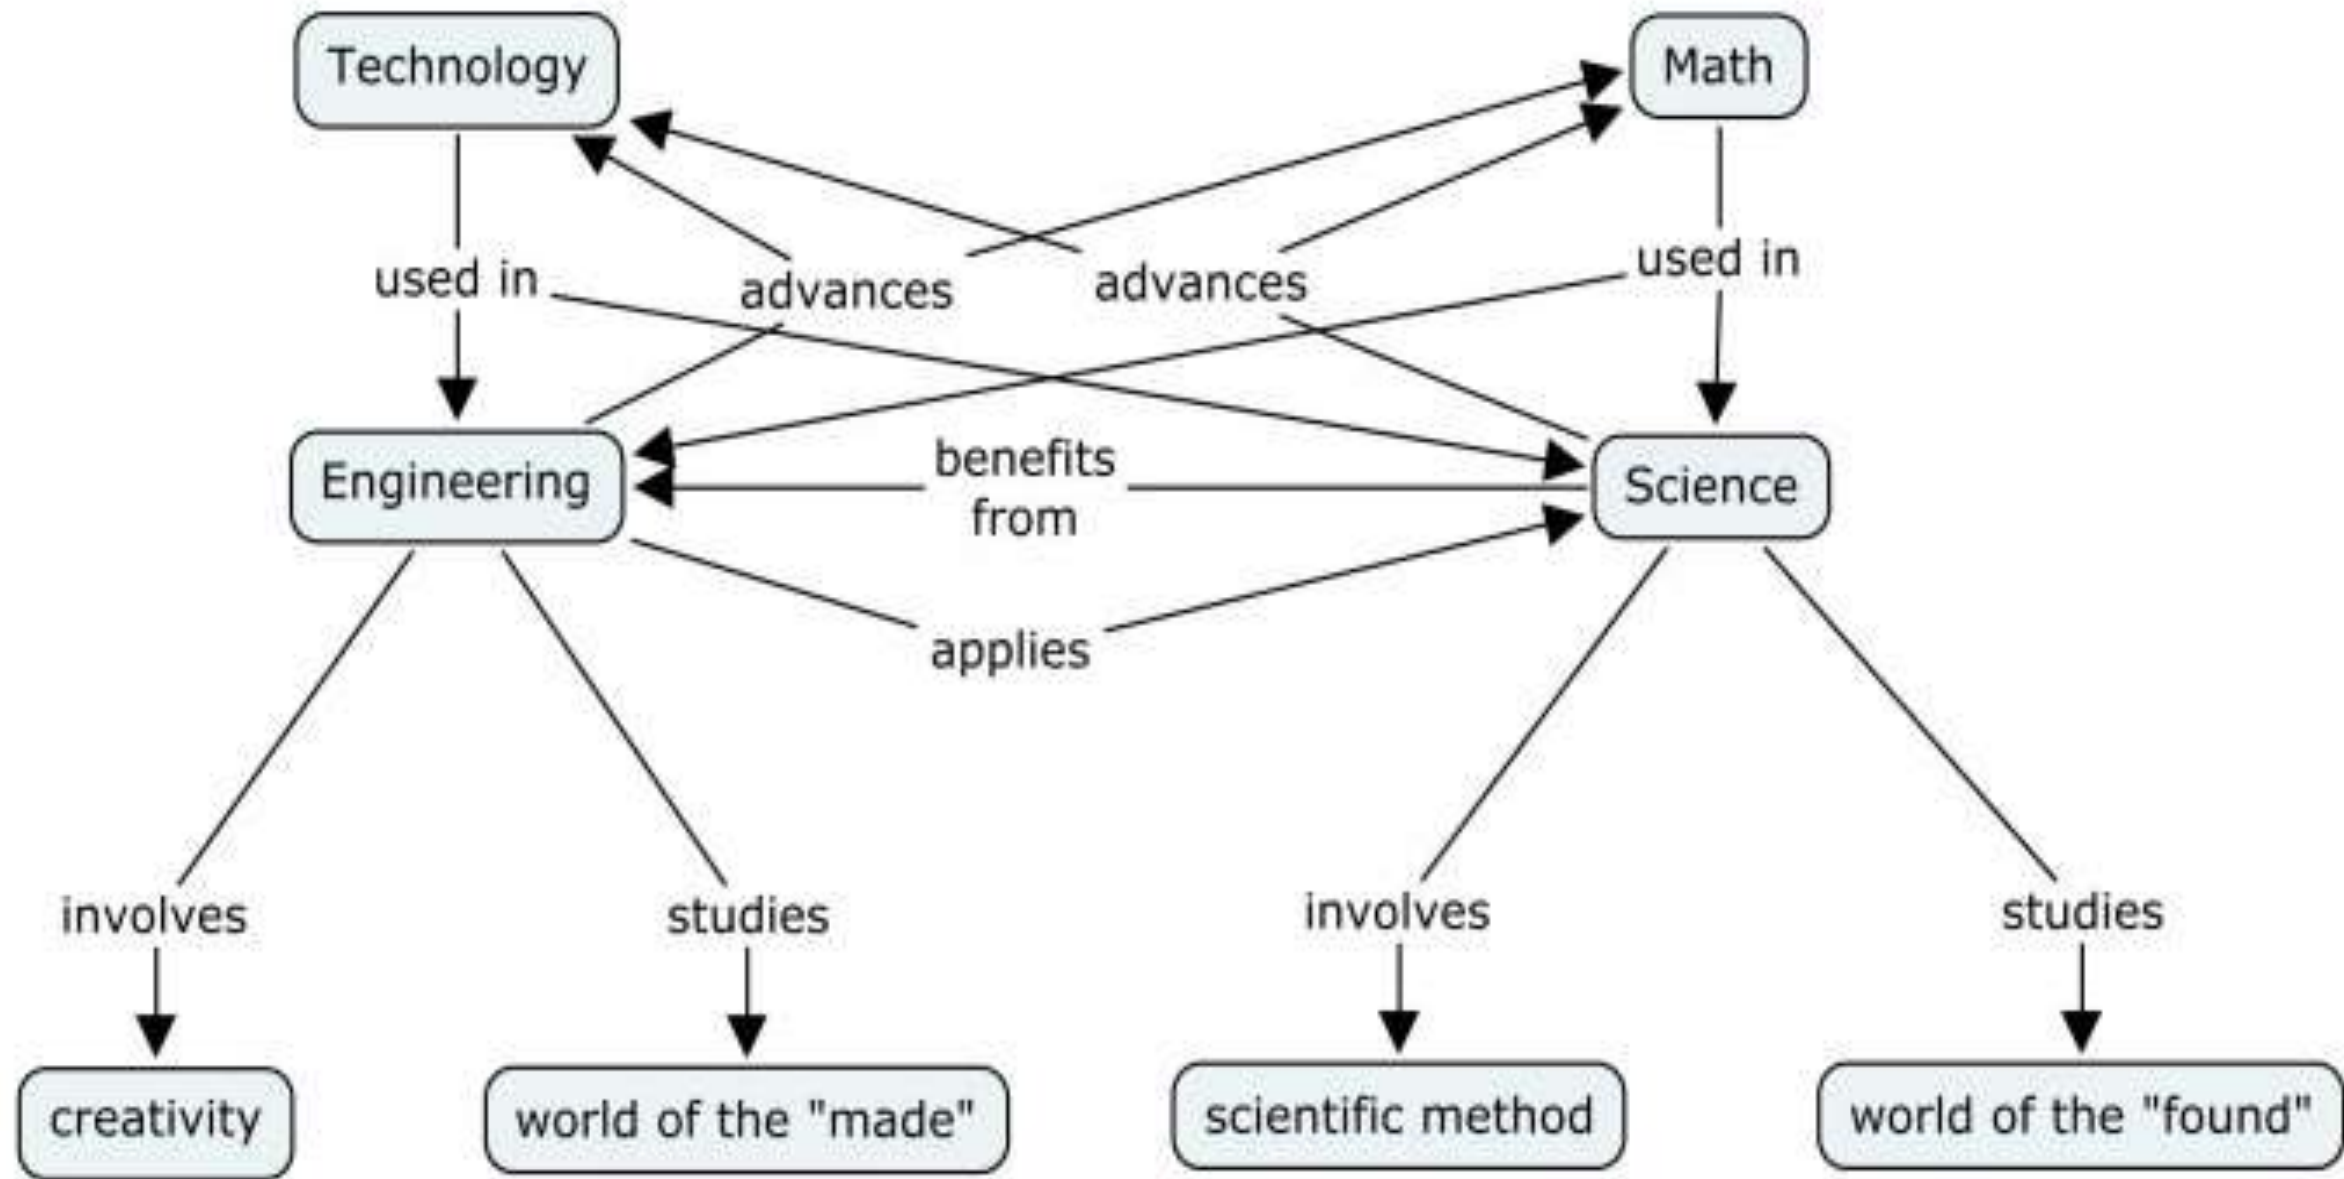 Technology
Math
used in
advances
advances
used in
Engineering
benefits
from
Science
applies
involves
studies
involves
studies
creativity
world of the "made"
scientific method
world of the "found"